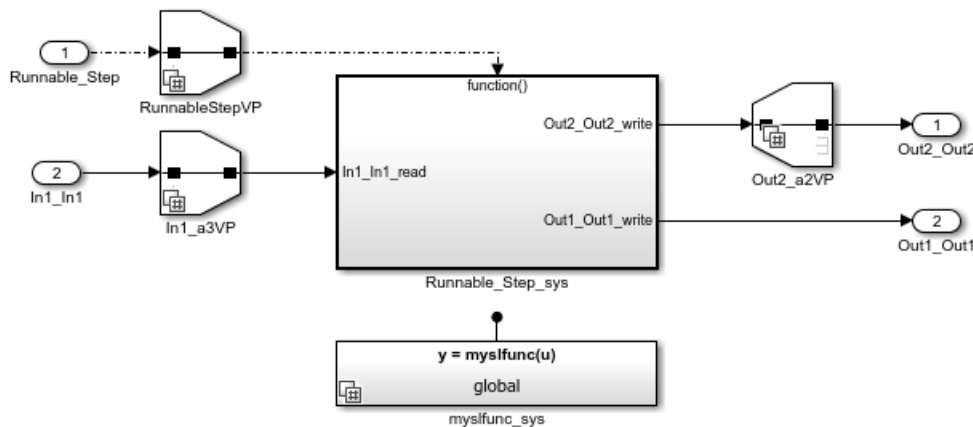 1
Runnable_Step
RunnableStepVP
function()
Out2_Out2_write
Out2_a2VP
1
Out2_Out2
2
In1_In1
In1_a3VP
In1_In1_read
Out1_Out1_write
2
Out1_Out1
Runnable_Step_sys
y = myslfunc(u)
global
myslfunc_sys